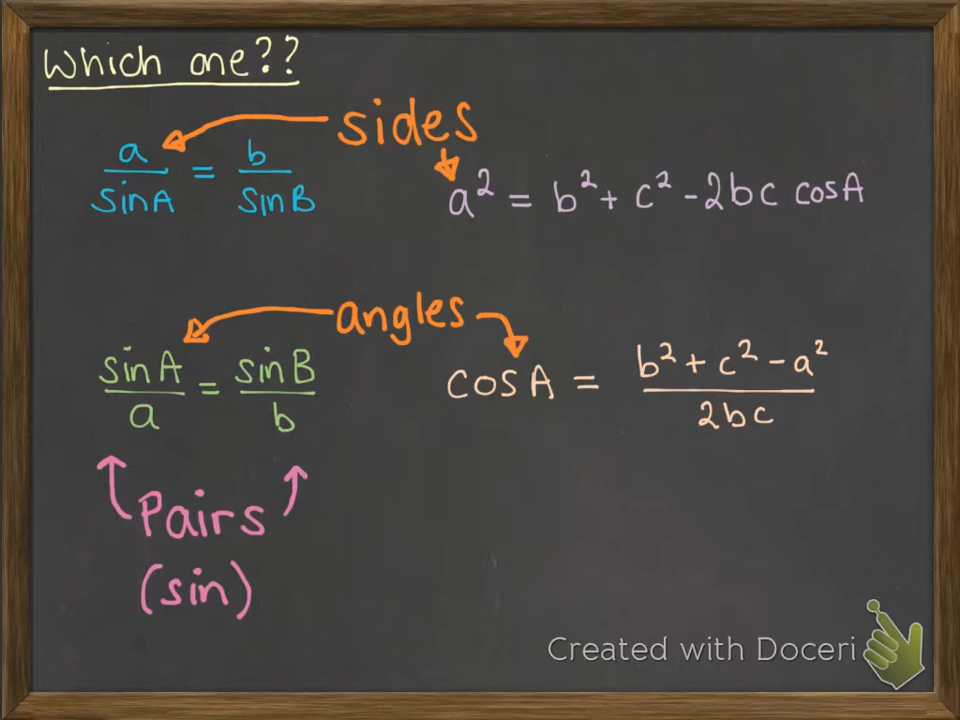 Which one??
sides
a/sinA = b/sinB
a² = b² + c² - 2bc cosA
angles
sinA/a = sinB/b
cosA = b² + c² - a²/2bc
Pairs
(sin)
Created with Doceri